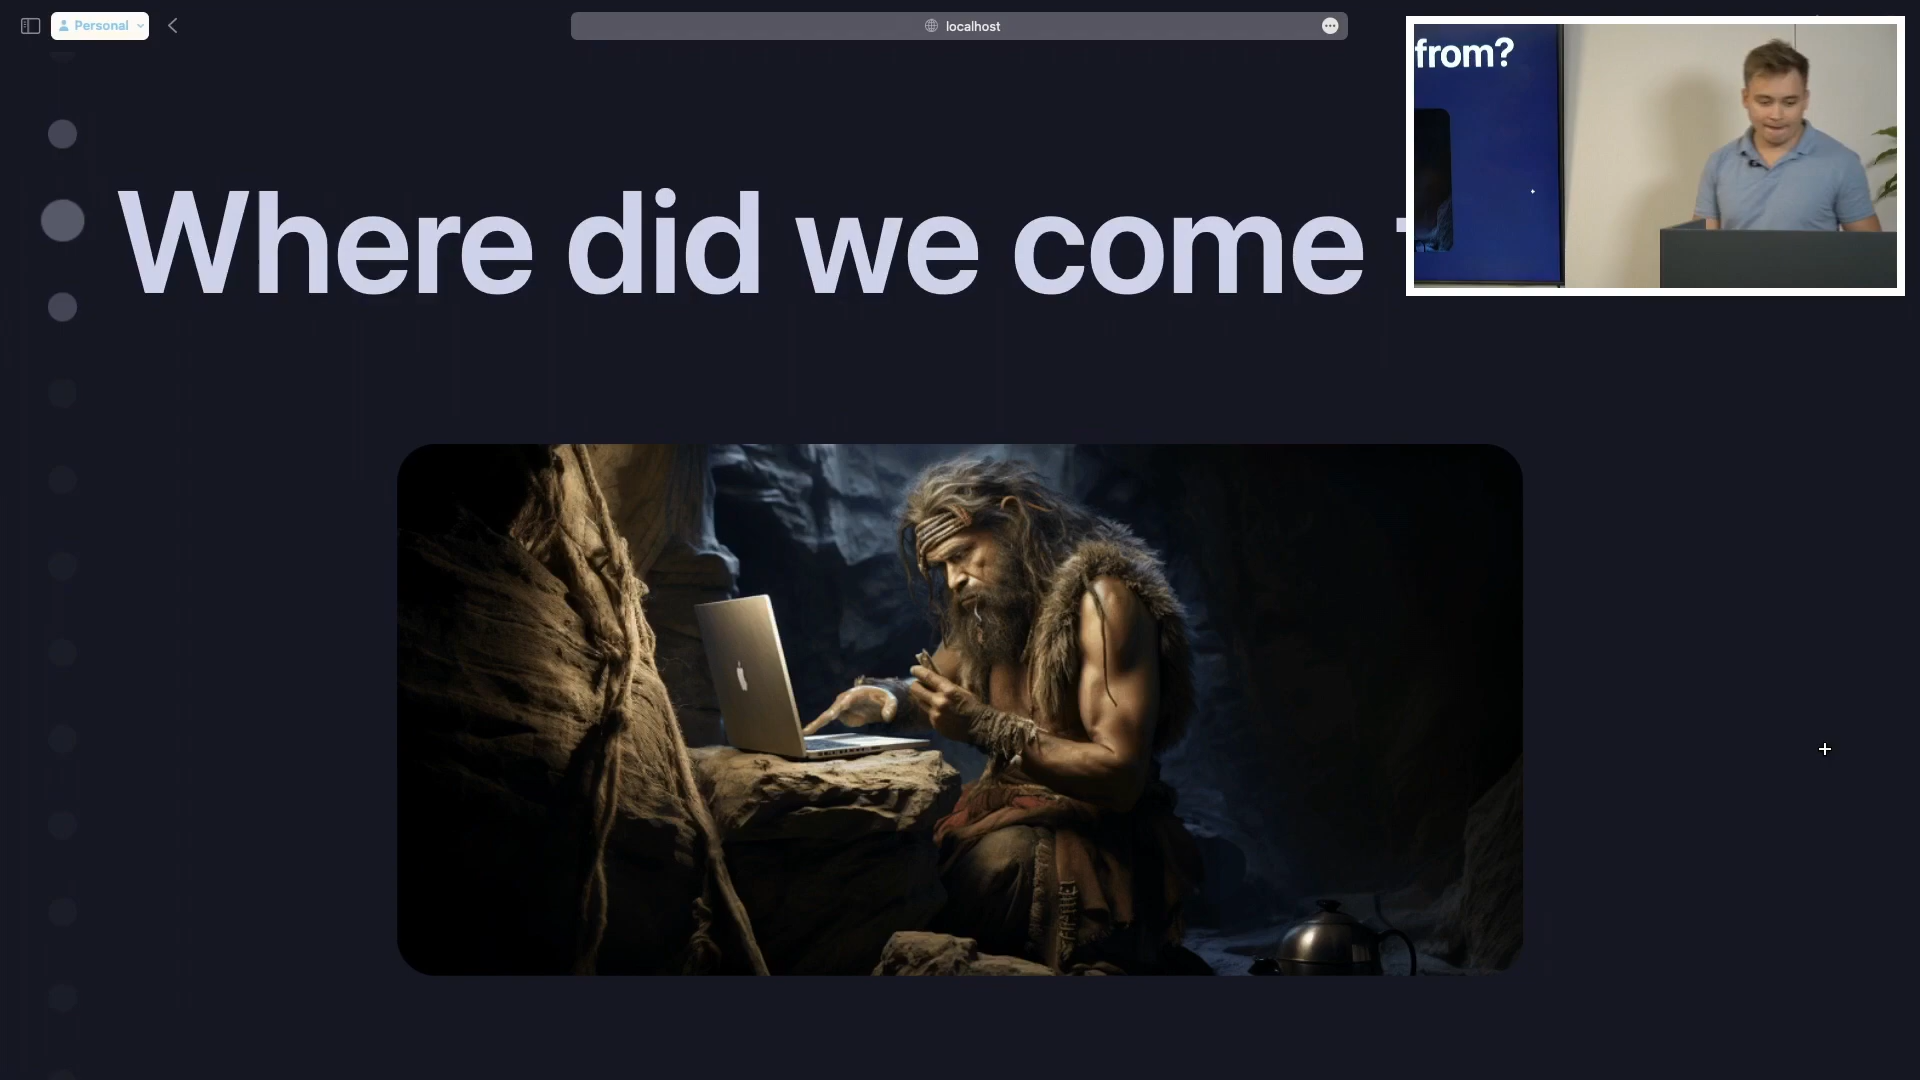 Personal
localhost
from?
Where did we come